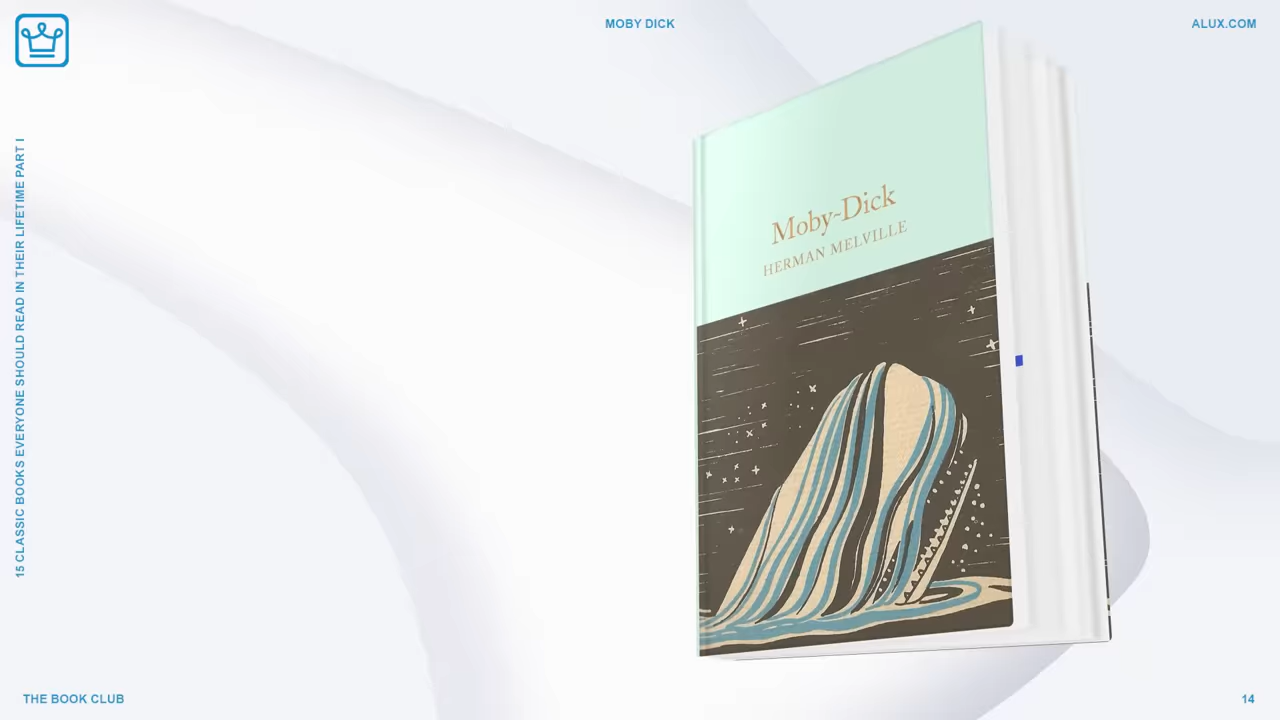 MOBY DICK
ALUX.COM
15 CLASSIC BOOKS EVERYONE SHOULD READ IN THEIR LIFETIME PART I
Moby-Dick
HERMAN MELVILLE
THE BOOK CLUB
14